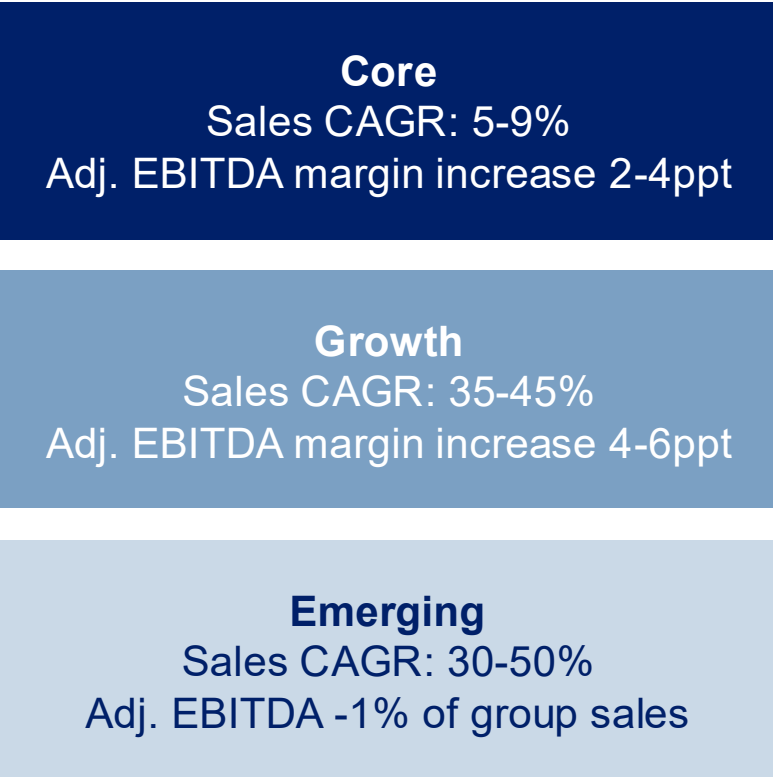 Core
Sales CAGR: 5-9%
Adj. EBITDA margin increase 2-4ppt
Growth
Sales CAGR: 35-45%
Adj. EBITDA margin increase 4-6ppt
Emerging
Sales CAGR: 30-50%
Adj. EBITDA -1% of group sales